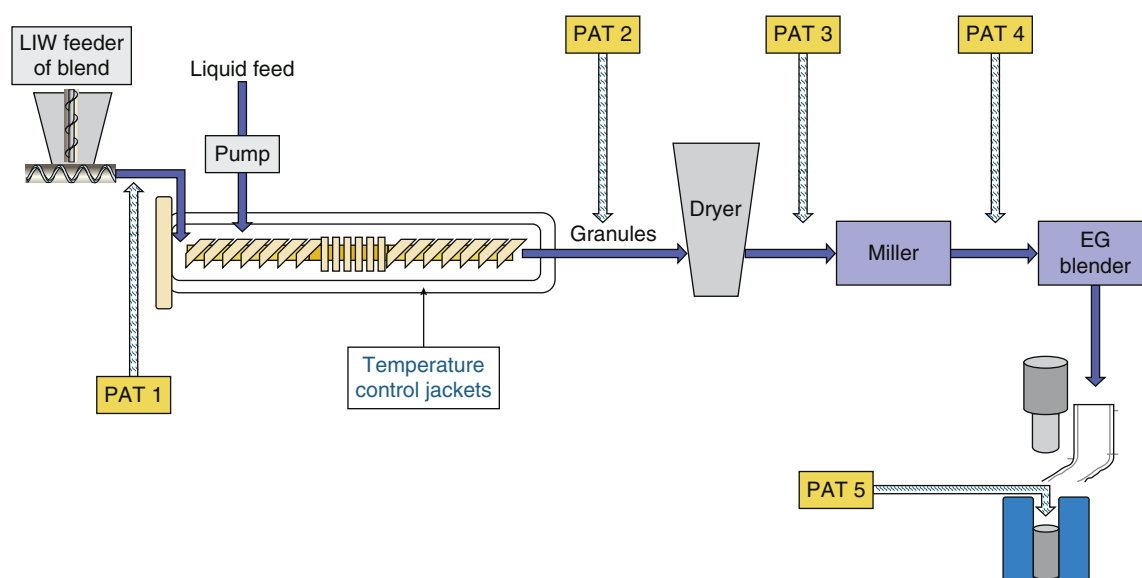 LIW feeder
of blend
Liquid feed
PAT 2
PAT 3
PAT 4
Pump
Dryer
Granules
Miller
EG
blender
Temperature
control jackets
PAT 1
PAT 5